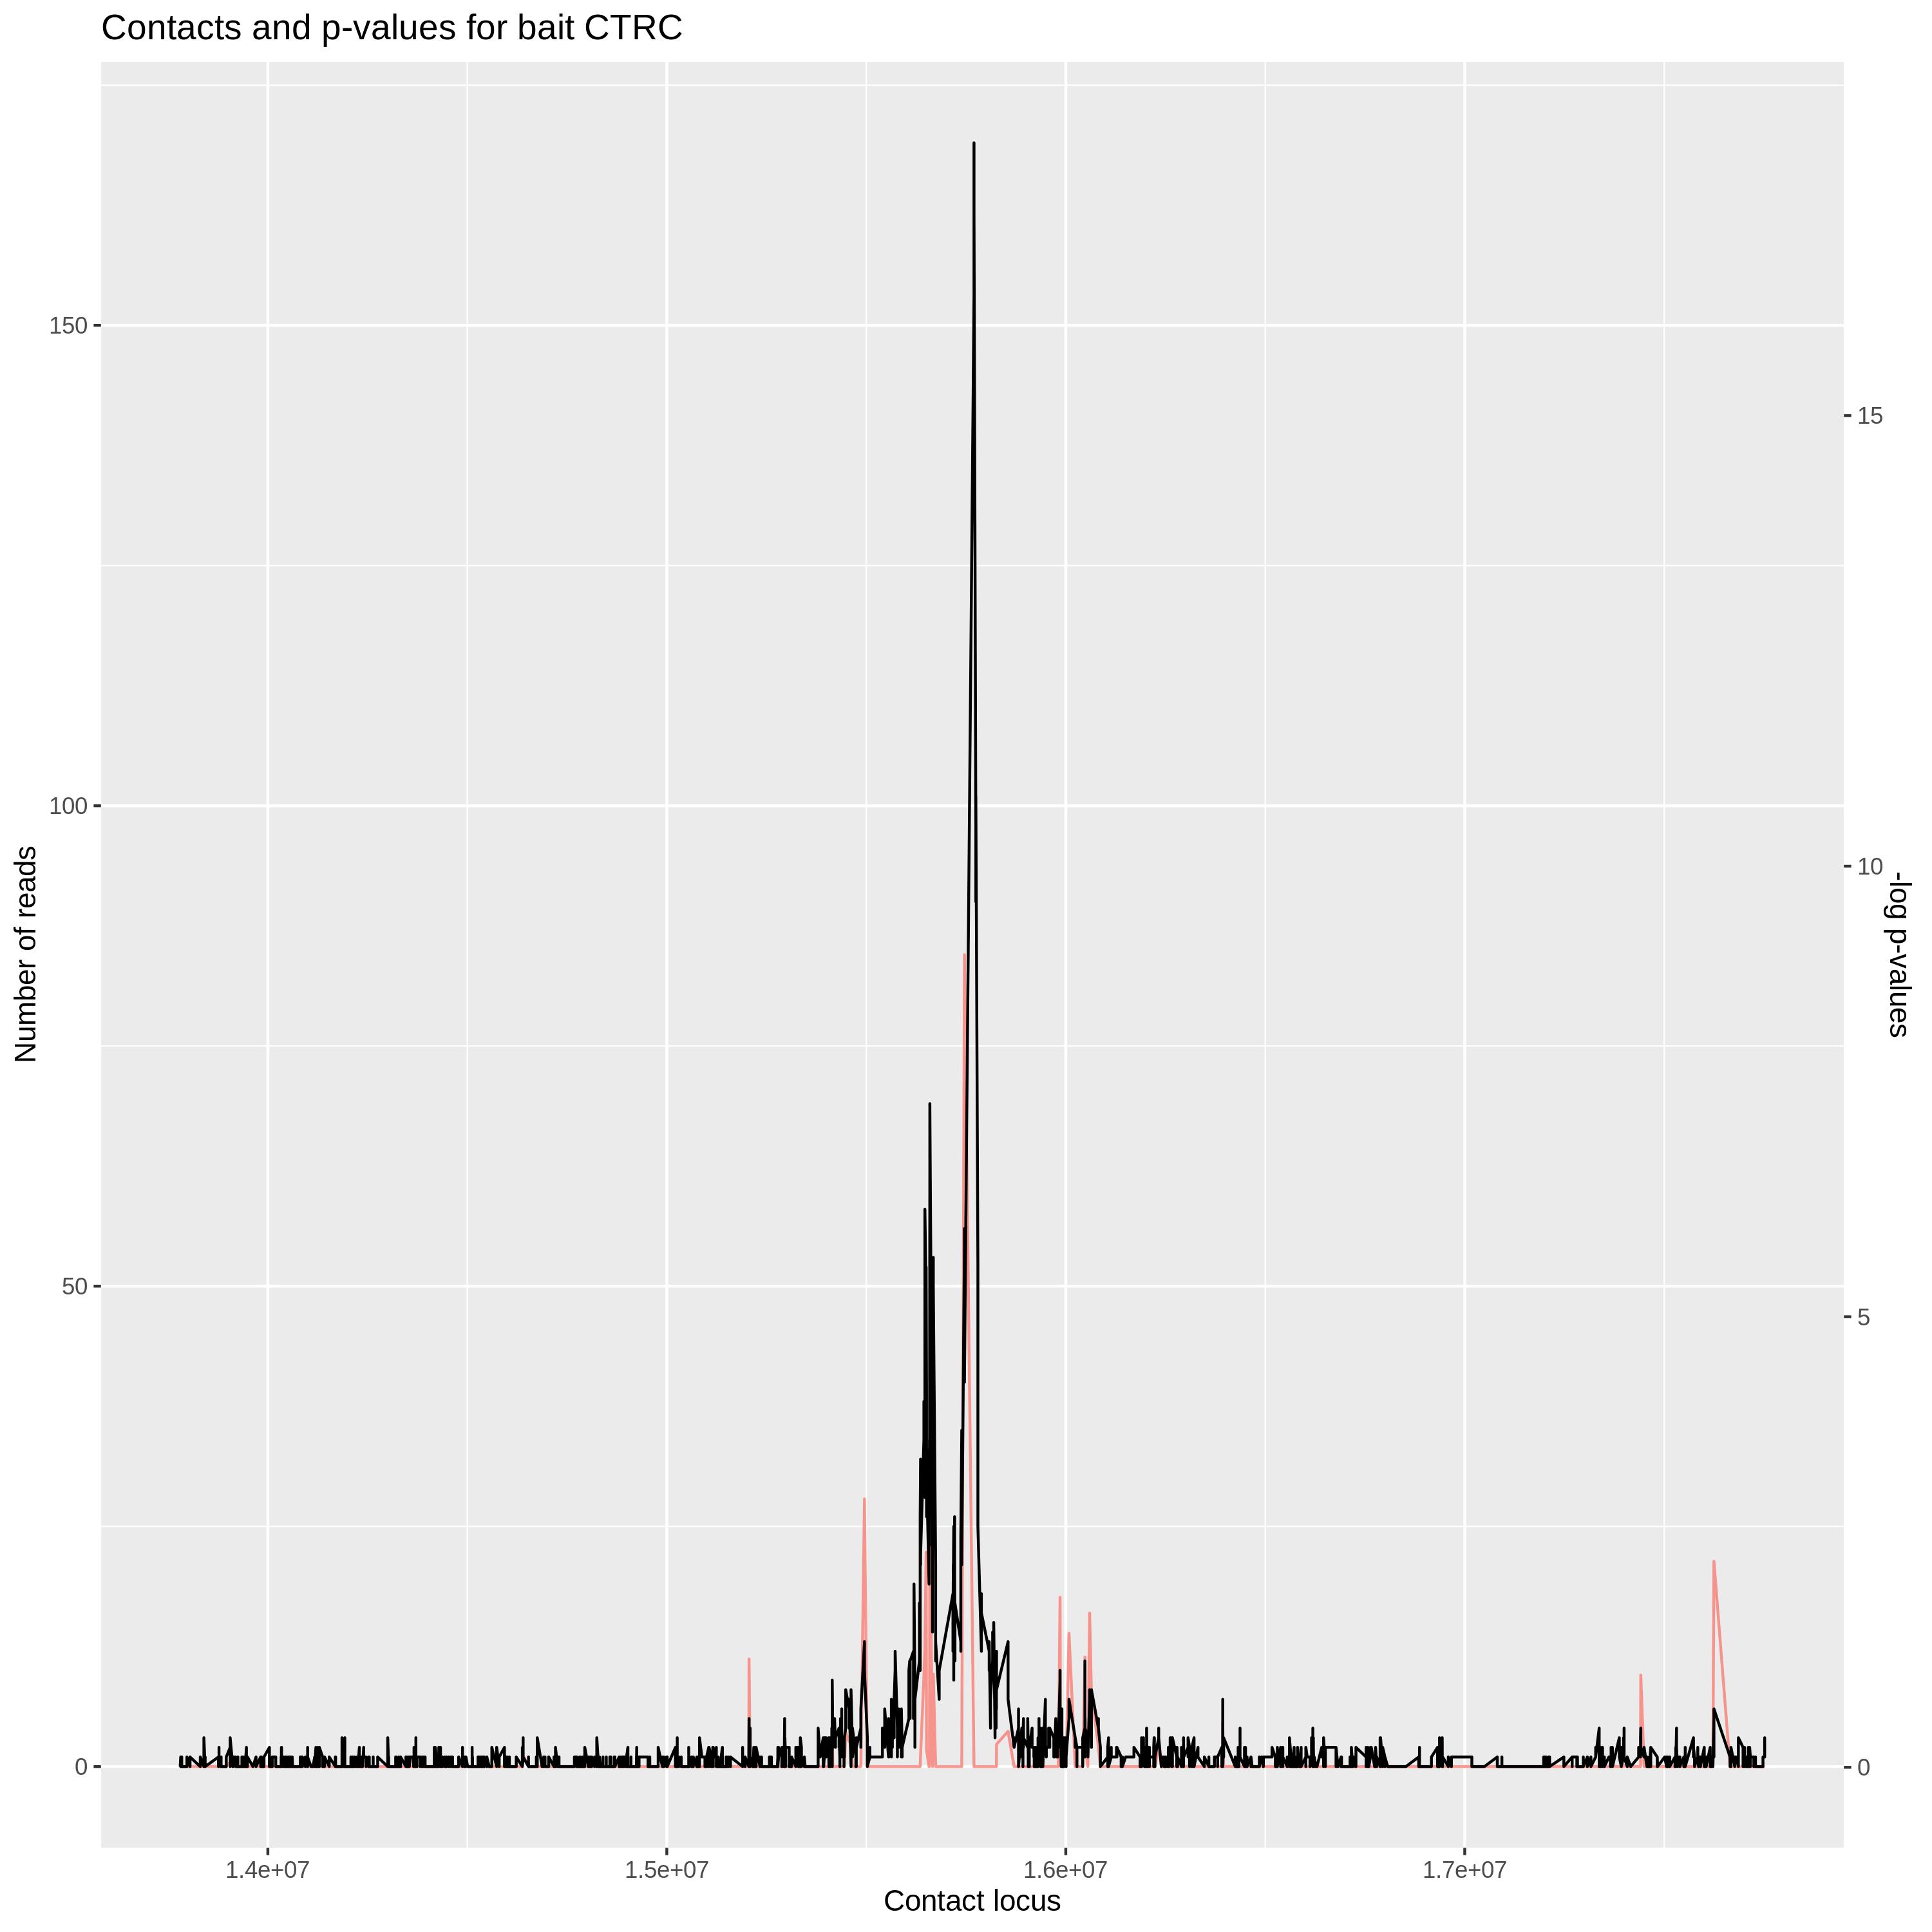 Contacts and p-values for bait CTRC
Number of reads
150
100
50
0
15
10
5
0
-log p-values
1.4e+07
1.5e+07
1.6e+07
1.7e+07
Contact locus